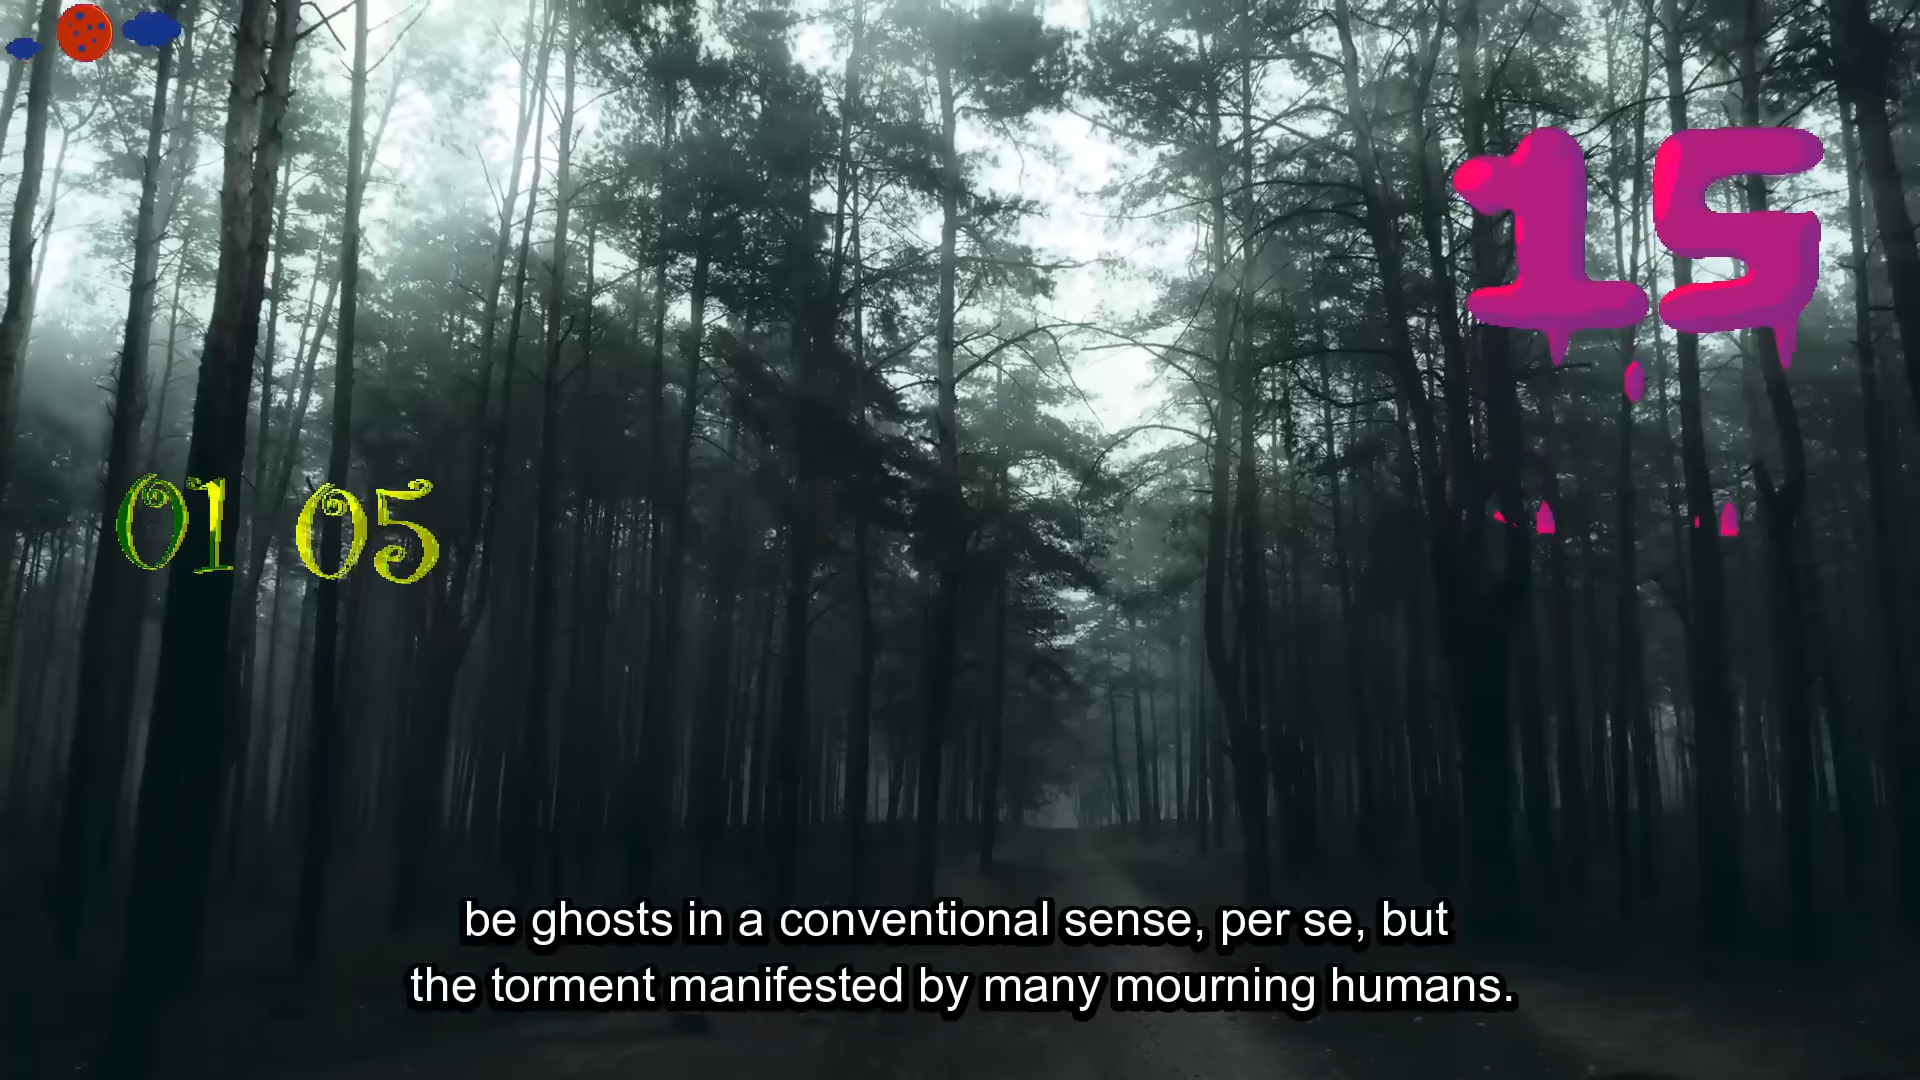 15
01 05
be ghosts in a conventional sense, per se, but
the torment manifested by many mourning humans.